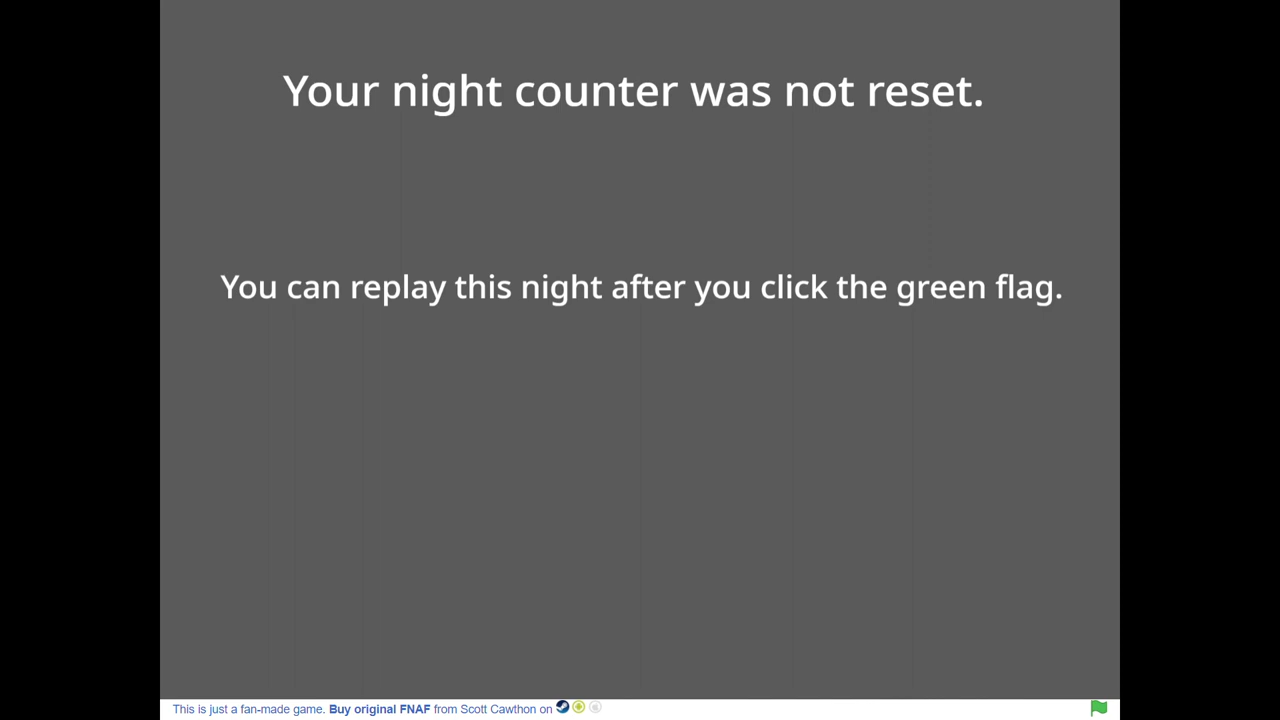 Your night counter was not reset.
You can replay this night after you click the green flag.
This is just a fan-made game. Buy original FNAF from Scott Cawthon on